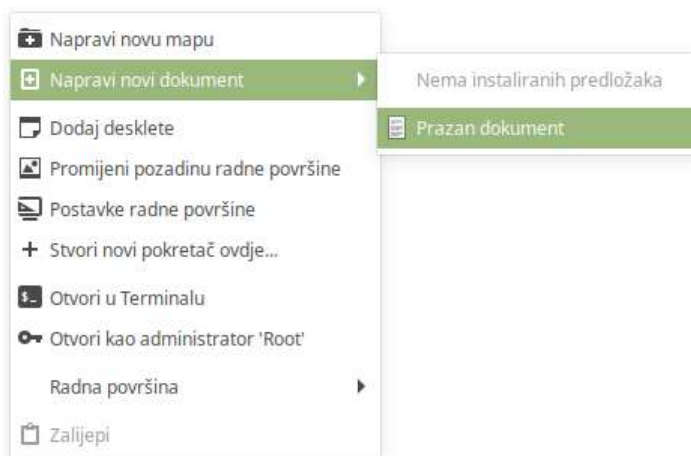 Napravi novu mapu
Napravi novi dokument
Nema instaliranih predložaka
Prazan dokument
Dodaj desklete
Promijeni pozadinu radne površine
Postavke radne površine
Stvori novi pokretač ovdje...
Otvori u Terminalu
Otvori kao administrator 'Root'
Radna površina
Zalijepi